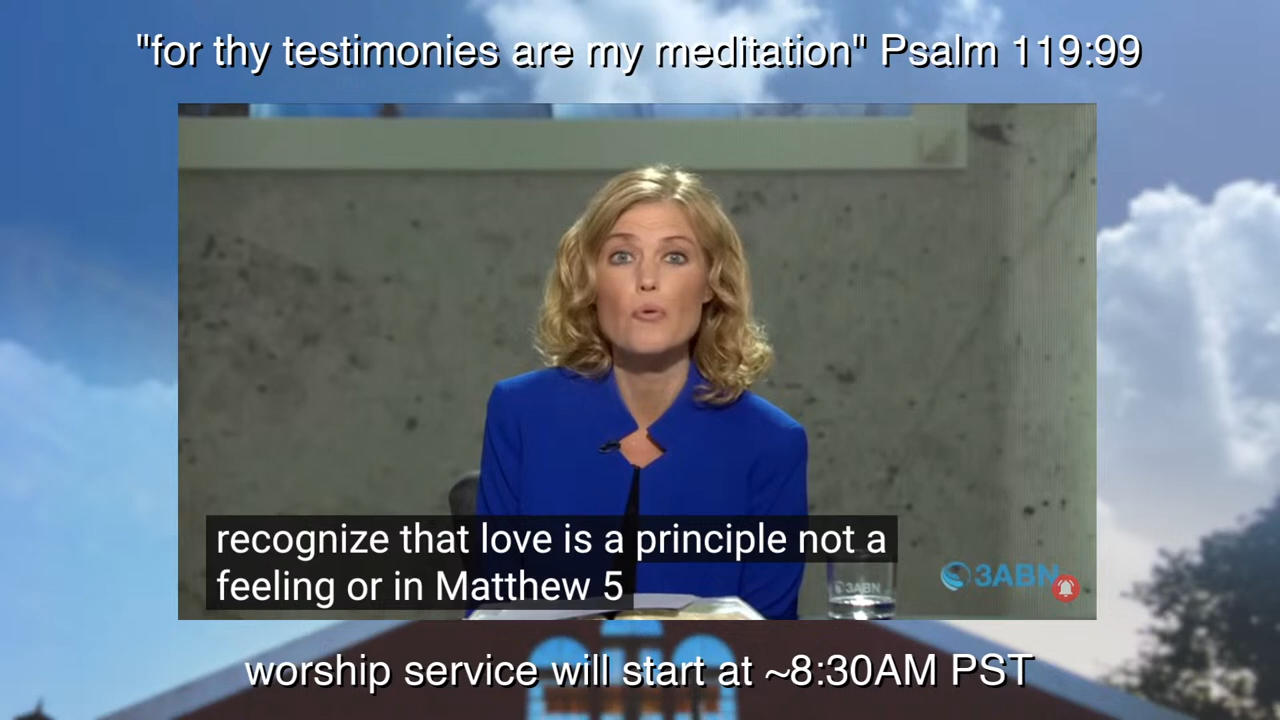 "for thy testimonies are my meditation" Psalm 119:99
recognize that love is a principle not a
feeling or in Matthew 5
3ABN
3ABN
worship service will start at ~8:30AM PST